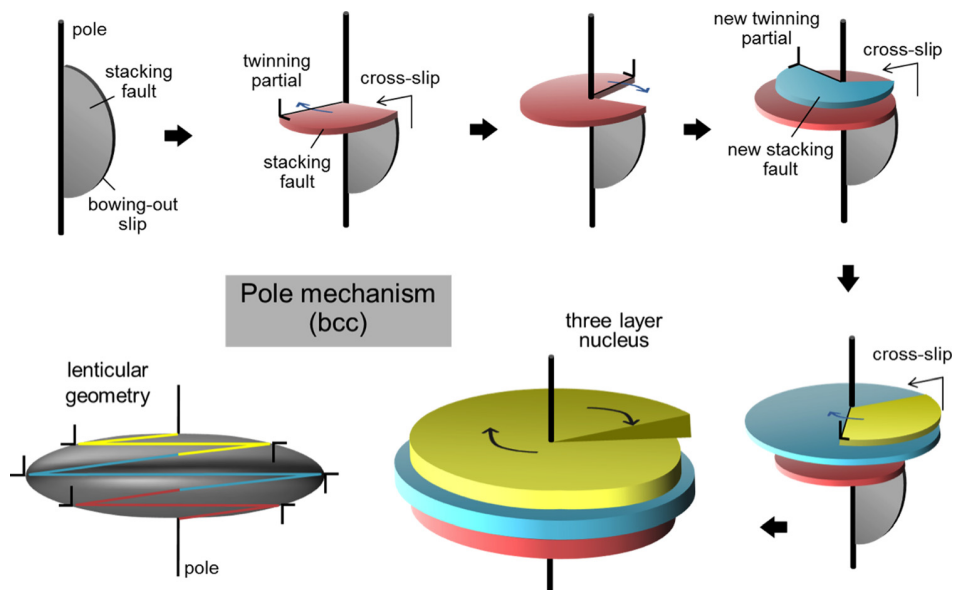 pole
stacking
fault
bowing-out
slip
twinning
partial
cross-slip
stacking
fault
new twinning
partial
cross-slip
new stacking
fault
Pole mechanism
(bcc)
lenticular
geometry
pole
three layer
nucleus
cross-slip